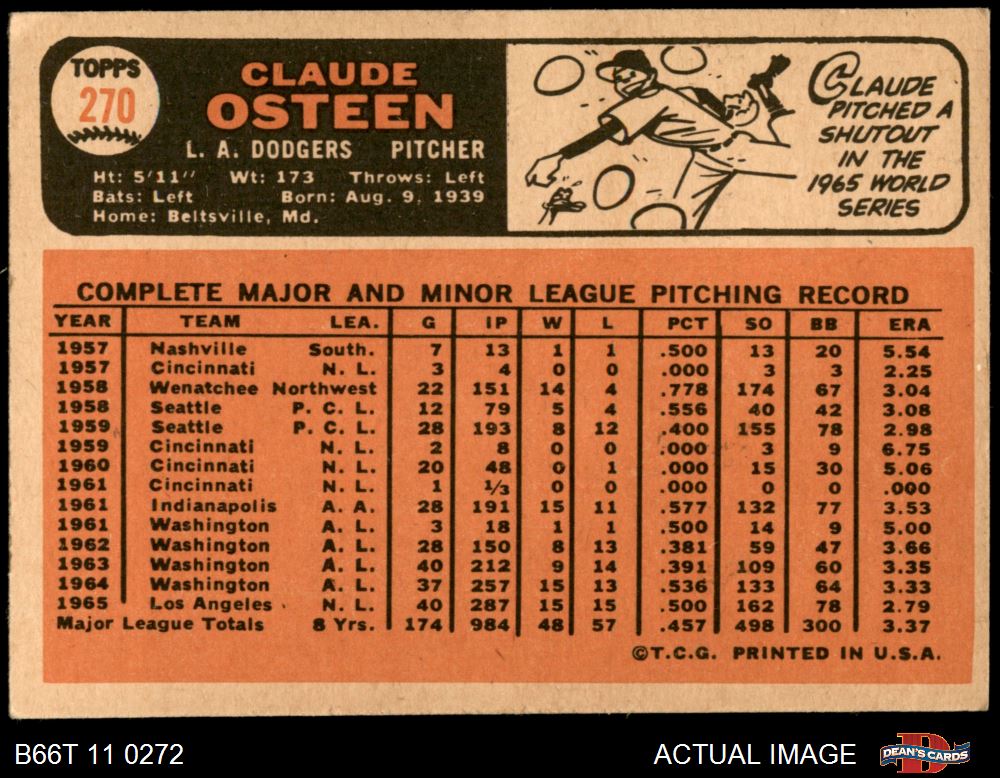 TOPPS
270
CLAUDE
OSTEEN
L. A. DODGERS PITCHER
Ht: 5'11" Wt: 173 Throws: Left
Bats: Left Born: Aug. 9, 1939
Home: Beltsville, Md.
CLAUDE
PITCHED A
SHUTOUT
IN THE
1965 WORLD
SERIES
COMPLETE MAJOR AND MINOR LEAGUE PITCHING RECORD
YEAR TEAM LEA. G IP W L PCT SO BB ERA
1957 Nashville South. 7 13 1 1 .500 13 20 5.54
1957 Cincinnati N. L. 3 4 0 0 .000 3 3 2.25
1958 Wenatchee Northwest 22 151 14 4 .778 174 67 3.04
1958 Seattle P. C. L. 12 79 5 4 .556 40 42 3.08
1959 Seattle P. C. L. 28 193 8 12 .400 155 78 2.98
1959 Cincinnati N. L. 2 8 0 0 .000 3 9 6.75
1960 Cincinnati N. L. 20 48 0 1 .000 15 30 5.06
1961 Cincinnati N. L. 1 1/3 0 0 .000 0 0 .000
1961 Indianapolis A. A. 28 191 15 11 .577 132 77 3.53
1961 Washington A. L. 3 18 1 1 .500 14 9 5.00
1962 Washington A. L. 28 150 8 13 .381 59 47 3.66
1963 Washington A. L. 40 212 9 14 .391 109 60 3.35
1964 Washington A. L. 37 257 15 13 .536 133 64 3.33
1965 Los Angeles N. L. 40 287 15 15 .500 162 78 2.79
Major League Totals 8 Yrs. 174 984 48 57 .457 498 300 3.37
©T.C.G. PRINTED IN U.S.A.
B66T 11 0272 ACTUAL IMAGE DEAN'S CARDS